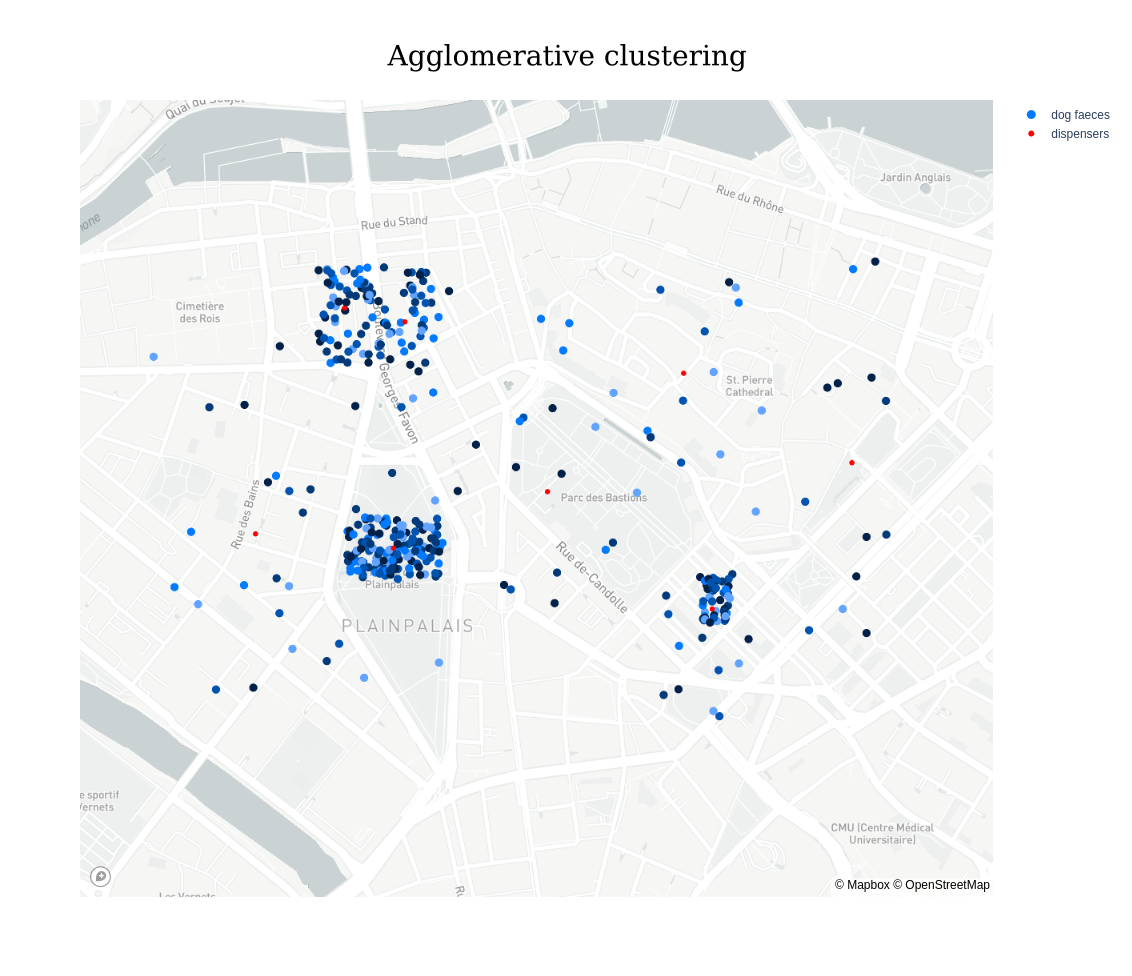 Agglomerative clustering
dog faeces
dispensers
Quai du Seujet
Jardin Anglais
Rue du Rhône
Rue du Stand
Cimetière
des Rois
Georges Favon
St. Pierre
Cathedral
Parc des Bastions
Rue des Bains
Rue de-Candolle
Plainpalais
PLAINPALAIS
e sportif
Vernets
CMU (Centre Médical
Universitaire)
Les Vernets
Ru
© Mapbox © OpenStreetMap